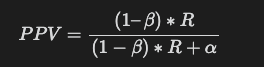 PPV = (1–β) ∗ R / (1 − β) ∗ R + α